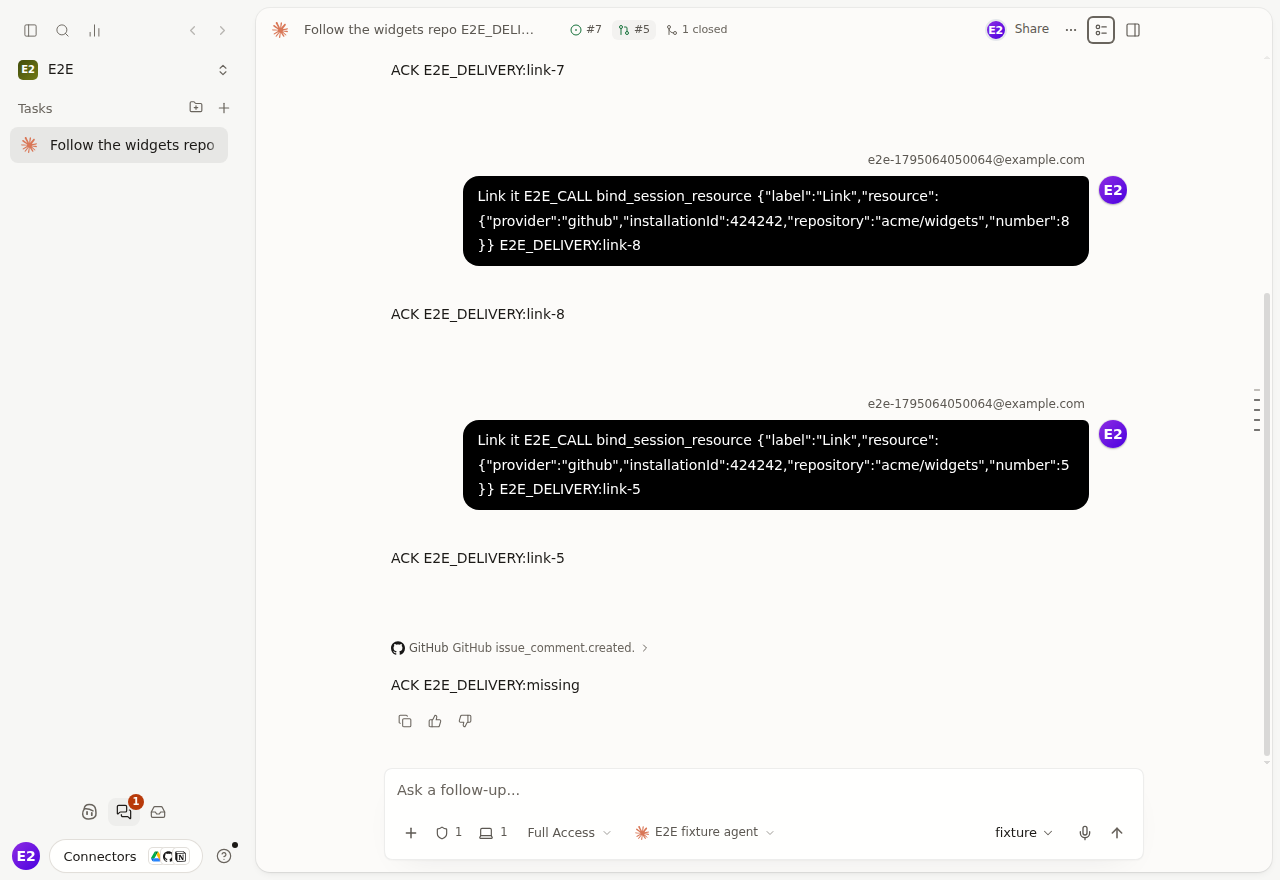 Follow the widgets repo E2E_DELI...
#7
#5
1 closed
E2
Share
E2
E2E
Tasks
Follow the widgets repo
ACK E2E_DELIVERY:link-7
e2e-1795064050064@example.com
Link it E2E_CALL bind_session_resource {"label":"Link","resource":
{"provider":"github","installationId":424242,"repository":"acme/widgets","number":8
}} E2E_DELIVERY:link-8
E2
ACK E2E_DELIVERY:link-8
e2e-1795064050064@example.com
Link it E2E_CALL bind_session_resource {"label":"Link","resource":
{"provider":"github","installationId":424242,"repository":"acme/widgets","number":5
}} E2E_DELIVERY:link-5
E2
ACK E2E_DELIVERY:link-5
GitHub GitHub issue_comment.created.
ACK E2E_DELIVERY:missing
Ask a follow-up...
1
1
Full Access
E2E fixture agent
fixture
1
E2
Connectors